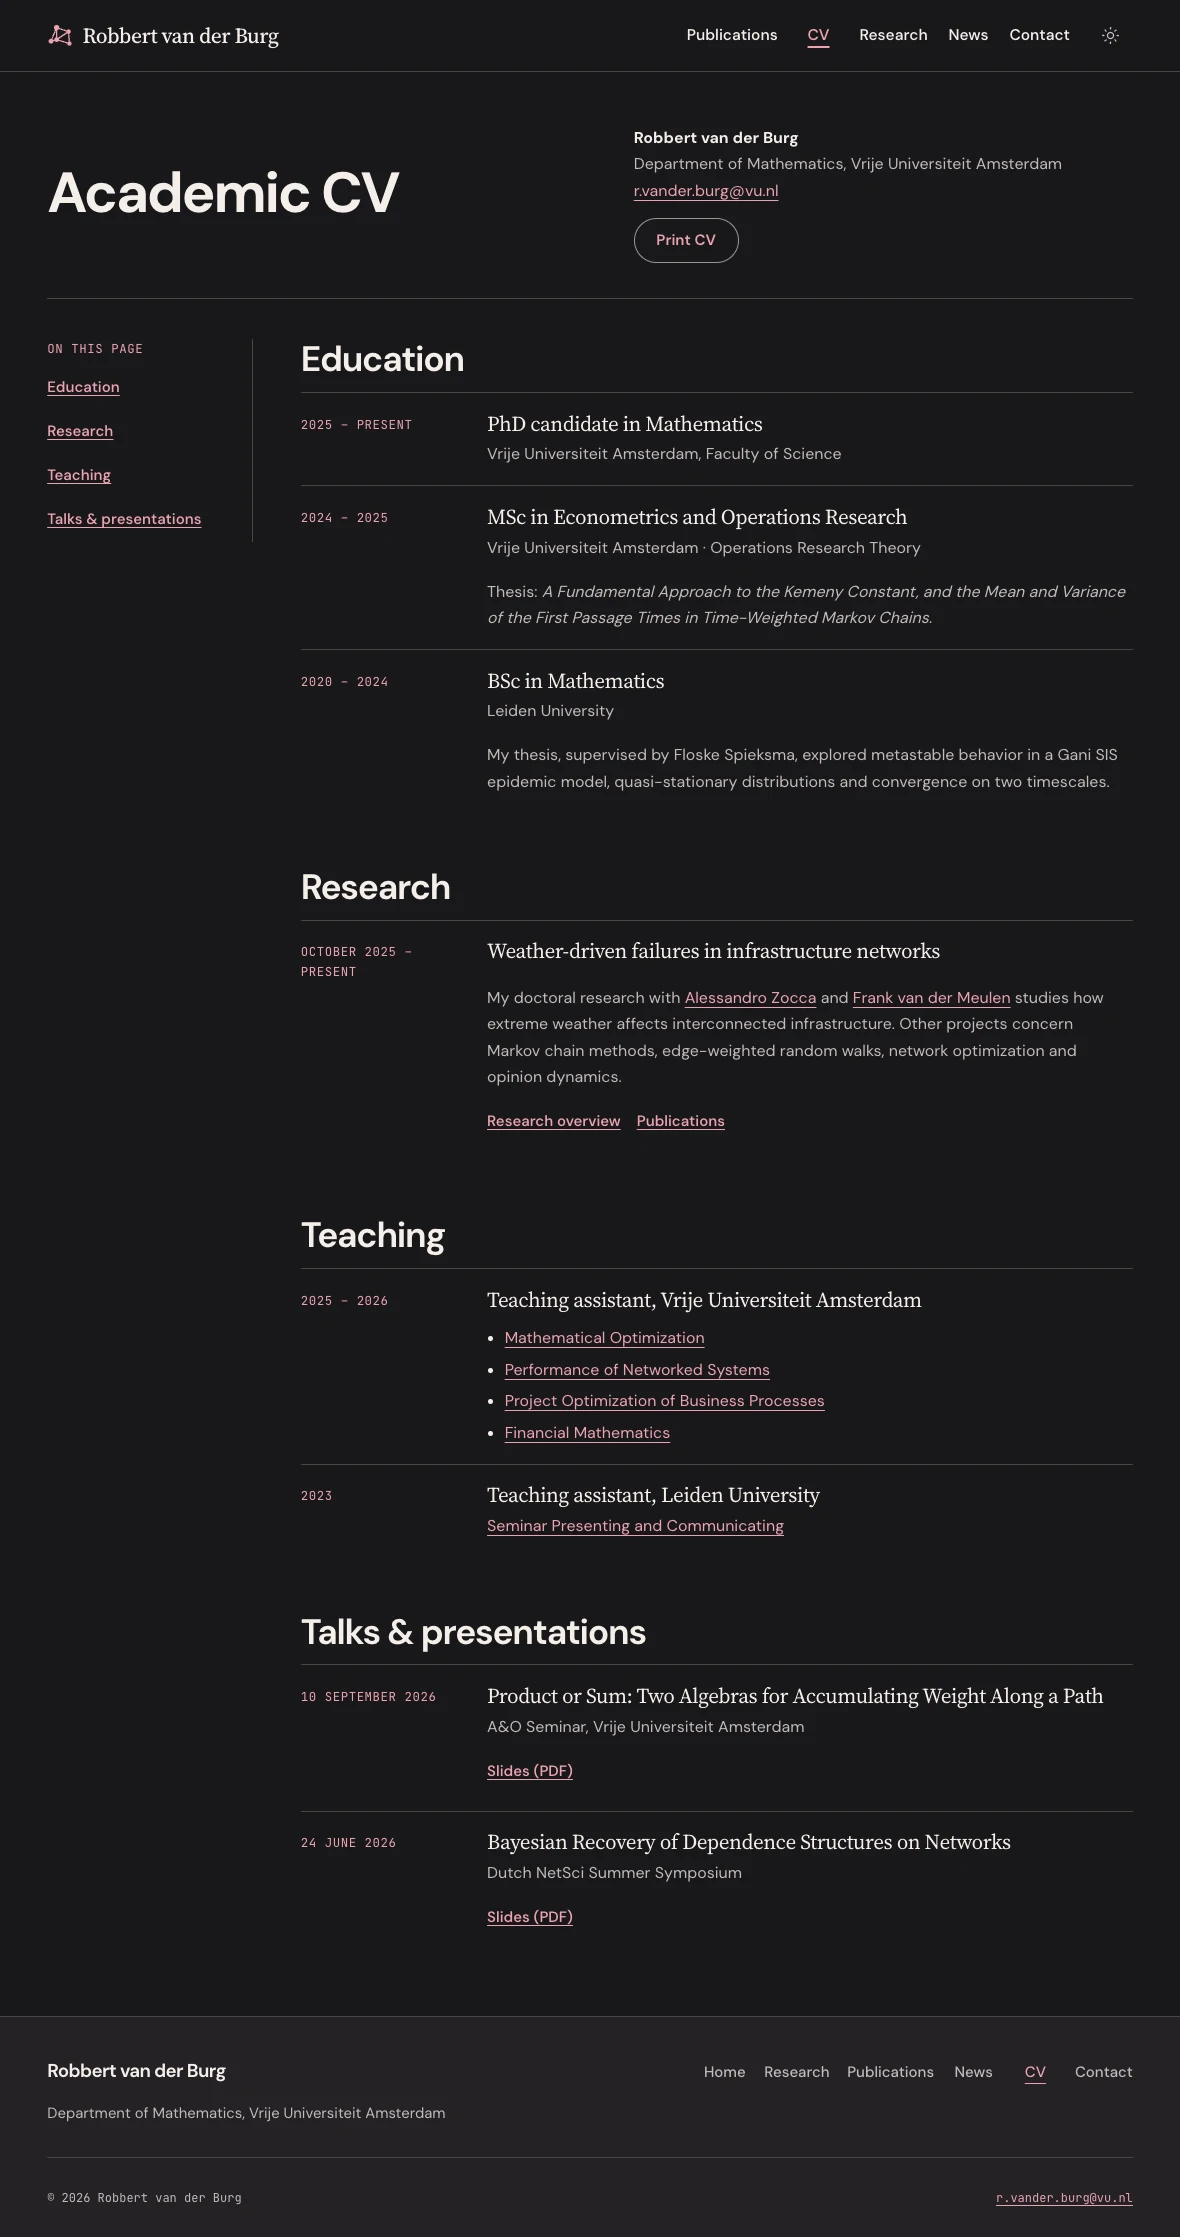 Robbert van der Burg
Publications CV Research News Contact
Academic CV
Robbert van der Burg
Department of Mathematics, Vrije Universiteit Amsterdam
r.vander.burg@vu.nl
Print CV
ON THIS PAGE
Education
Research
Teaching
Talks & presentations
Education
2025 – PRESENT
PhD candidate in Mathematics
Vrije Universiteit Amsterdam, Faculty of Science
2024 – 2025
MSc in Econometrics and Operations Research
Vrije Universiteit Amsterdam · Operations Research Theory
Thesis: A Fundamental Approach to the Kemeny Constant, and the Mean and Variance
of the First Passage Times in Time-Weighted Markov Chains.
2020 – 2024
BSc in Mathematics
Leiden University
My thesis, supervised by Floske Spieksma, explored metastable behavior in a Gani SIS
epidemic model, quasi-stationary distributions and convergence on two timescales.
Research
OCTOBER 2025 –
PRESENT
Weather-driven failures in infrastructure networks
My doctoral research with Alessandro Zocca and Frank van der Meulen studies how
extreme weather affects interconnected infrastructure. Other projects concern
Markov chain methods, edge-weighted random walks, network optimization and
opinion dynamics.
Research overview Publications
Teaching
2025 – 2026
Teaching assistant, Vrije Universiteit Amsterdam
• Mathematical Optimization
• Performance of Networked Systems
• Project Optimization of Business Processes
• Financial Mathematics
2023
Teaching assistant, Leiden University
Seminar Presenting and Communicating
Talks & presentations
10 SEPTEMBER 2026
Product or Sum: Two Algebras for Accumulating Weight Along a Path
A&O Seminar, Vrije Universiteit Amsterdam
Slides (PDF)
24 JUNE 2026
Bayesian Recovery of Dependence Structures on Networks
Dutch NetSci Summer Symposium
Slides (PDF)
Robbert van der Burg
Home Research Publications News CV Contact
Department of Mathematics, Vrije Universiteit Amsterdam
© 2026 Robbert van der Burg
r.vander.burg@vu.nl